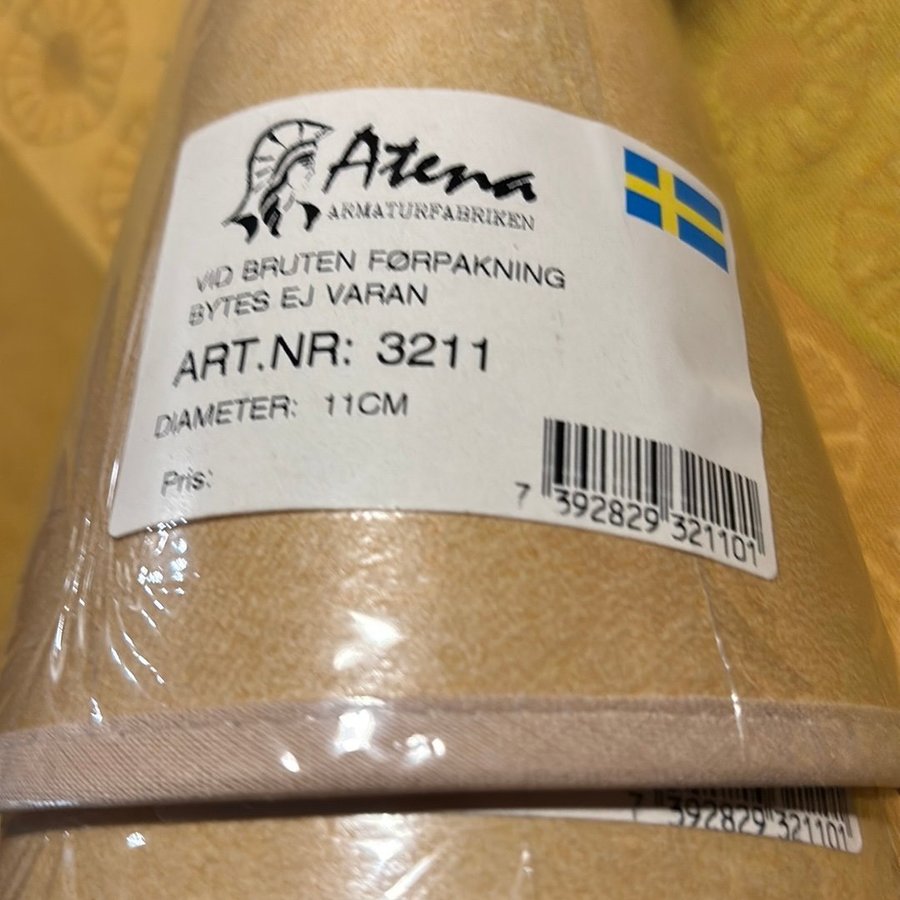 Atena
ARMATURFABRIKEN
VID BRUTEN FØRPAKNING
BYTES EJ VARAN
ART.NR: 3211
DIAMETER: 11CM
Pris:
7 392829 321101
7 392829 321101